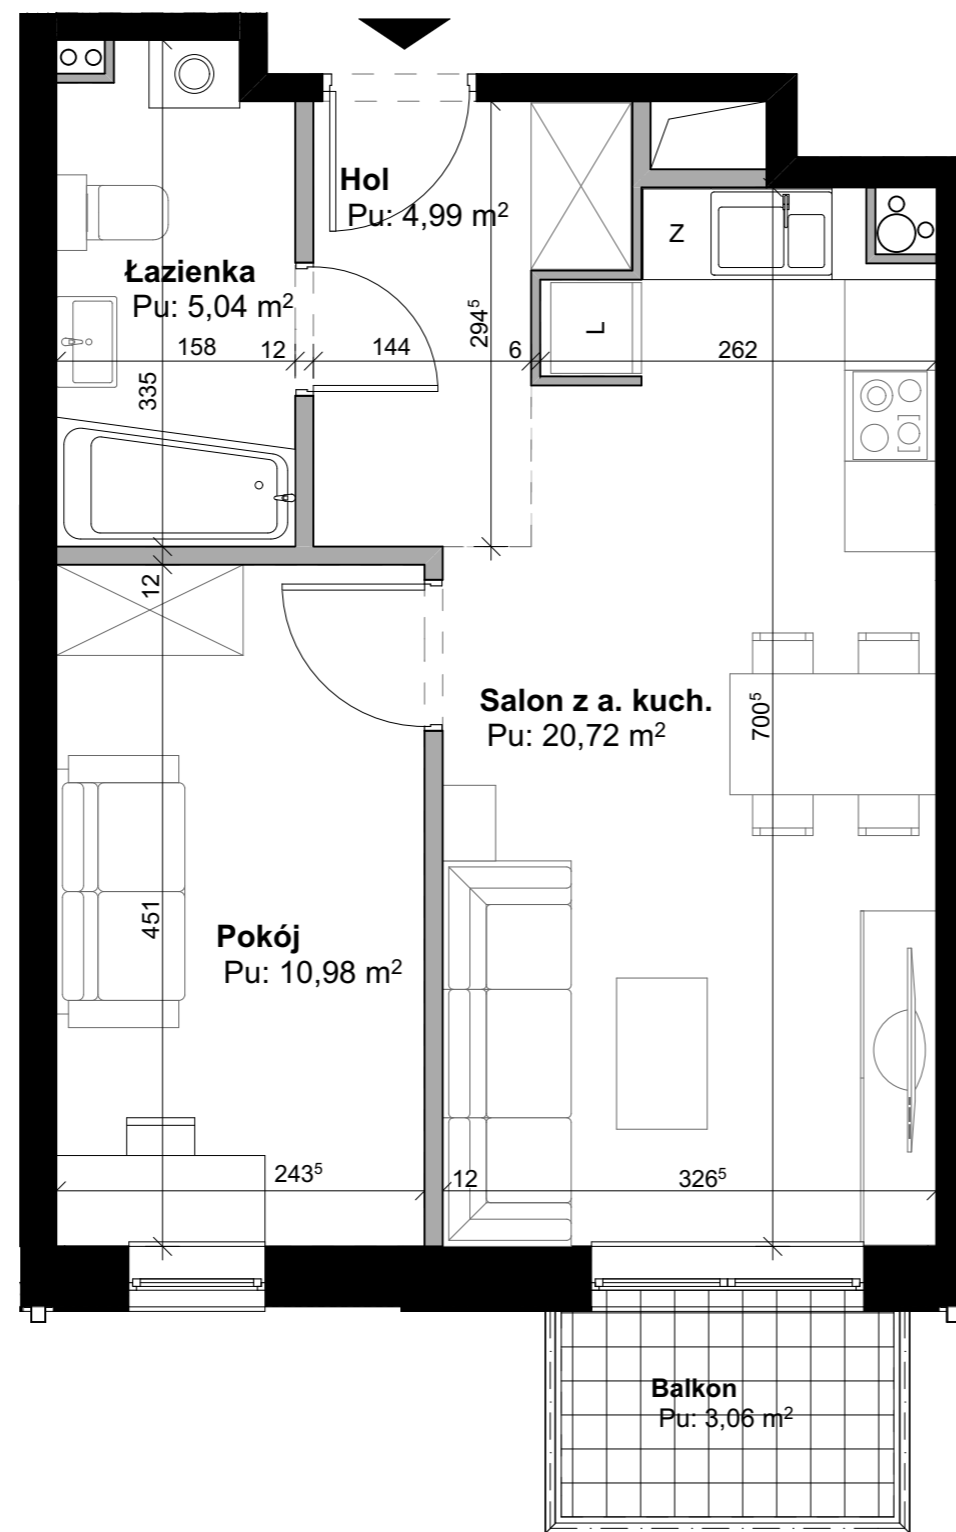 Hol
Pu: 4,99 m²
Z
Łazienka
Pu: 5,04 m²
294⁵
L
158
12
144
6
262
335
12
Salon z a. kuch.
Pu: 20,72 m²
700⁵
451
Pokój
Pu: 10,98 m²
243⁵
12
326⁵
Balkon
Pu: 3,06 m²